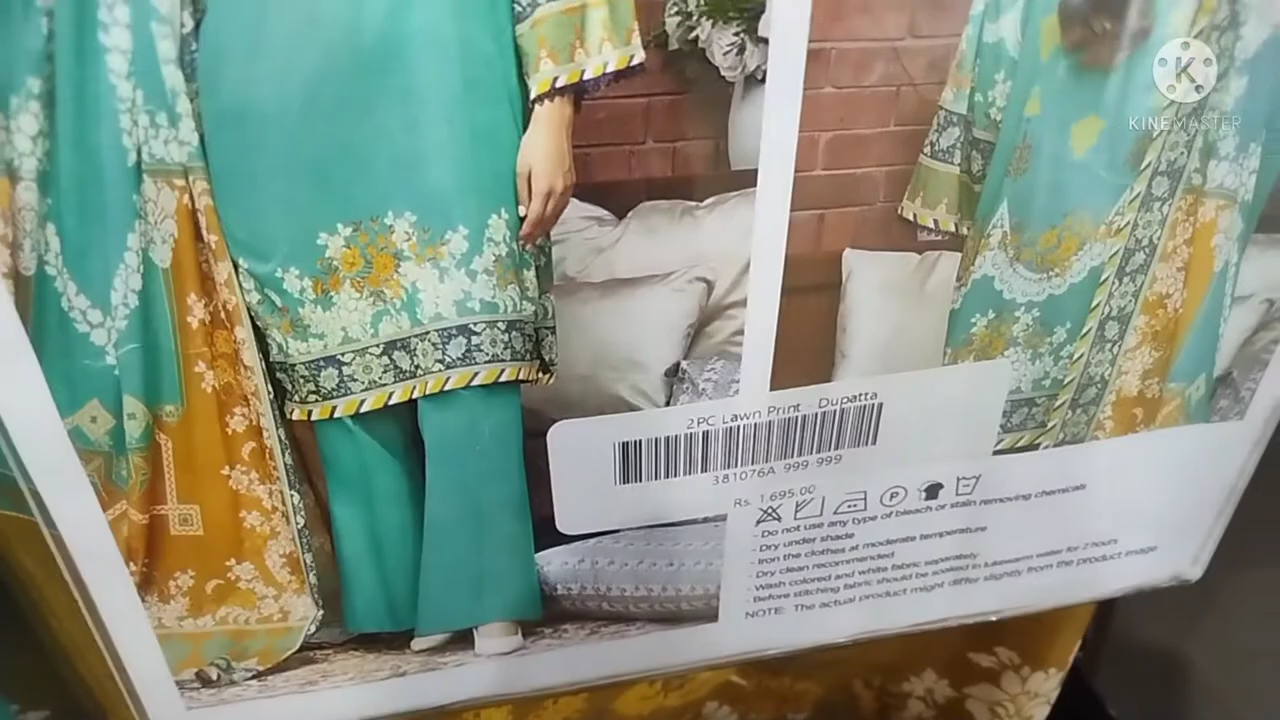 K
KINEMASTER
2PC Lawn Print - Dupatta
381076A 999-999
Rs. 1,695.00
P
- Do not use any type of bleach or stain removing chemicals
- Dry under shade
- Iron the clothes at moderate temperature
- Dry clean recommended
- Wash colored and white fabric separately
- Before stitching fabric should be soaked in lukewarm water for 2 hours
NOTE: The actual product might differ slightly from the product image